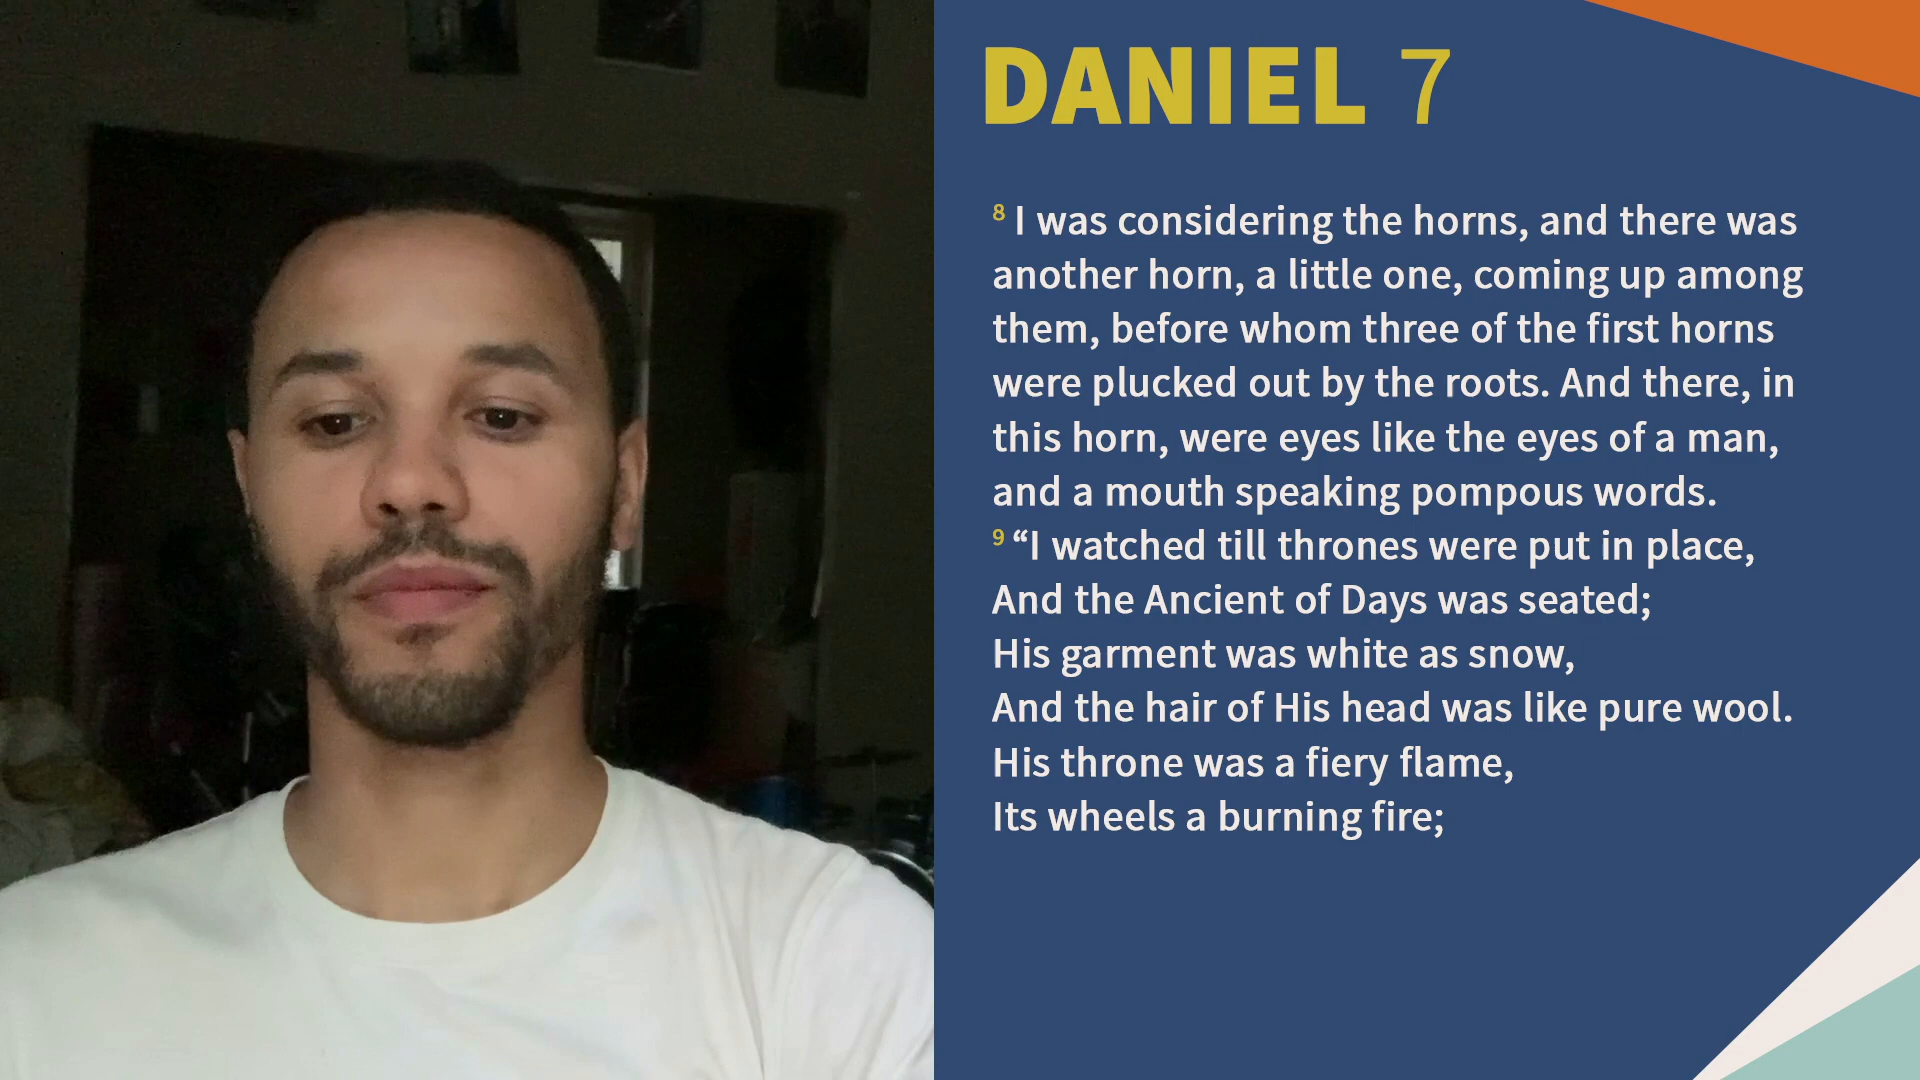 DANIEL 7
8 I was considering the horns, and there was
another horn, a little one, coming up among
them, before whom three of the first horns
were plucked out by the roots. And there, in
this horn, were eyes like the eyes of a man,
and a mouth speaking pompous words.
9 “I watched till thrones were put in place,
And the Ancient of Days was seated;
His garment was white as snow,
And the hair of His head was like pure wool.
His throne was a fiery flame,
Its wheels a burning fire;